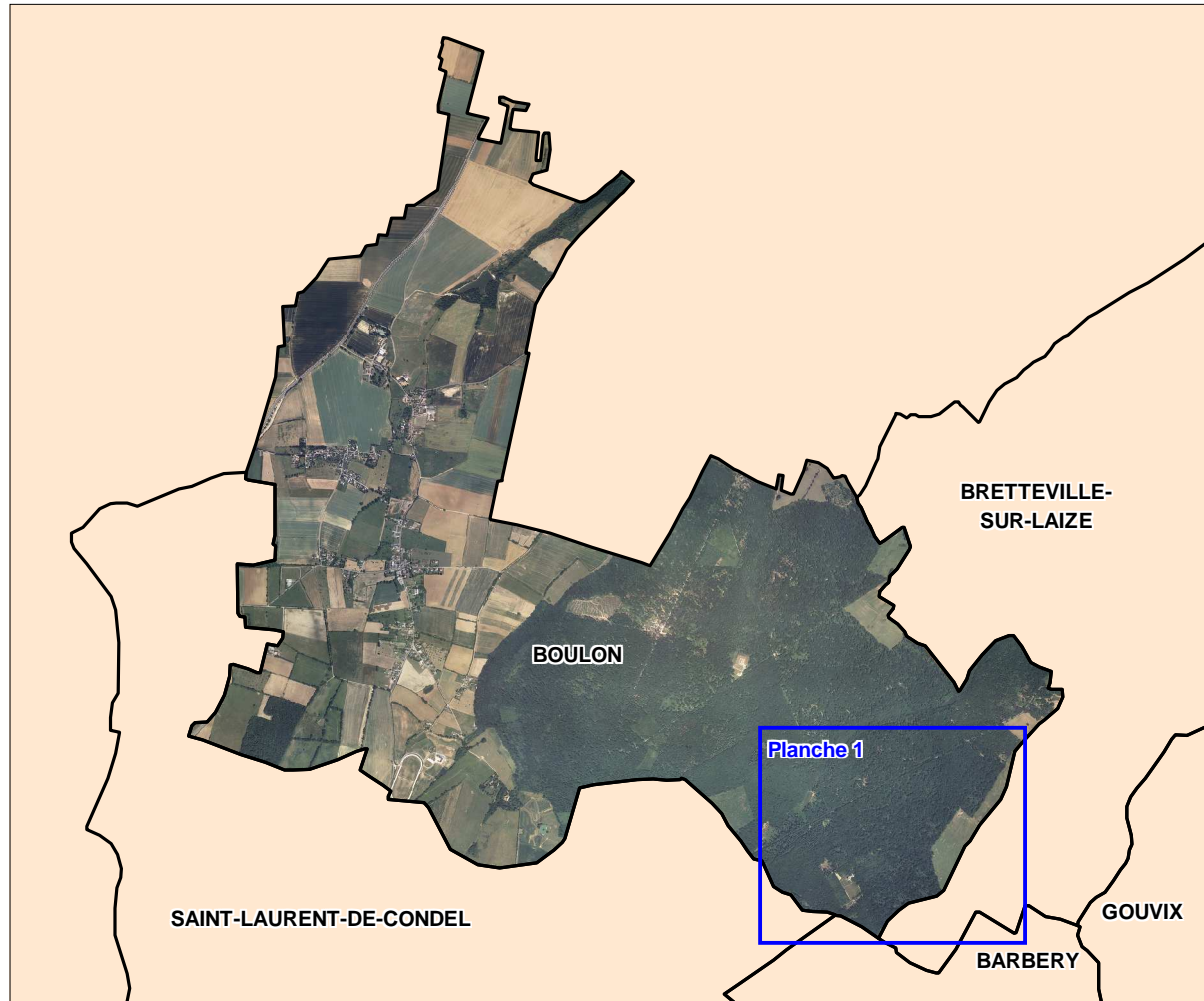 BRETTEVILLE-
SUR-LAIZE
BOULON
Planche 1
SAINT-LAURENT-DE-CONDEL
GOUVIX
BARBERY